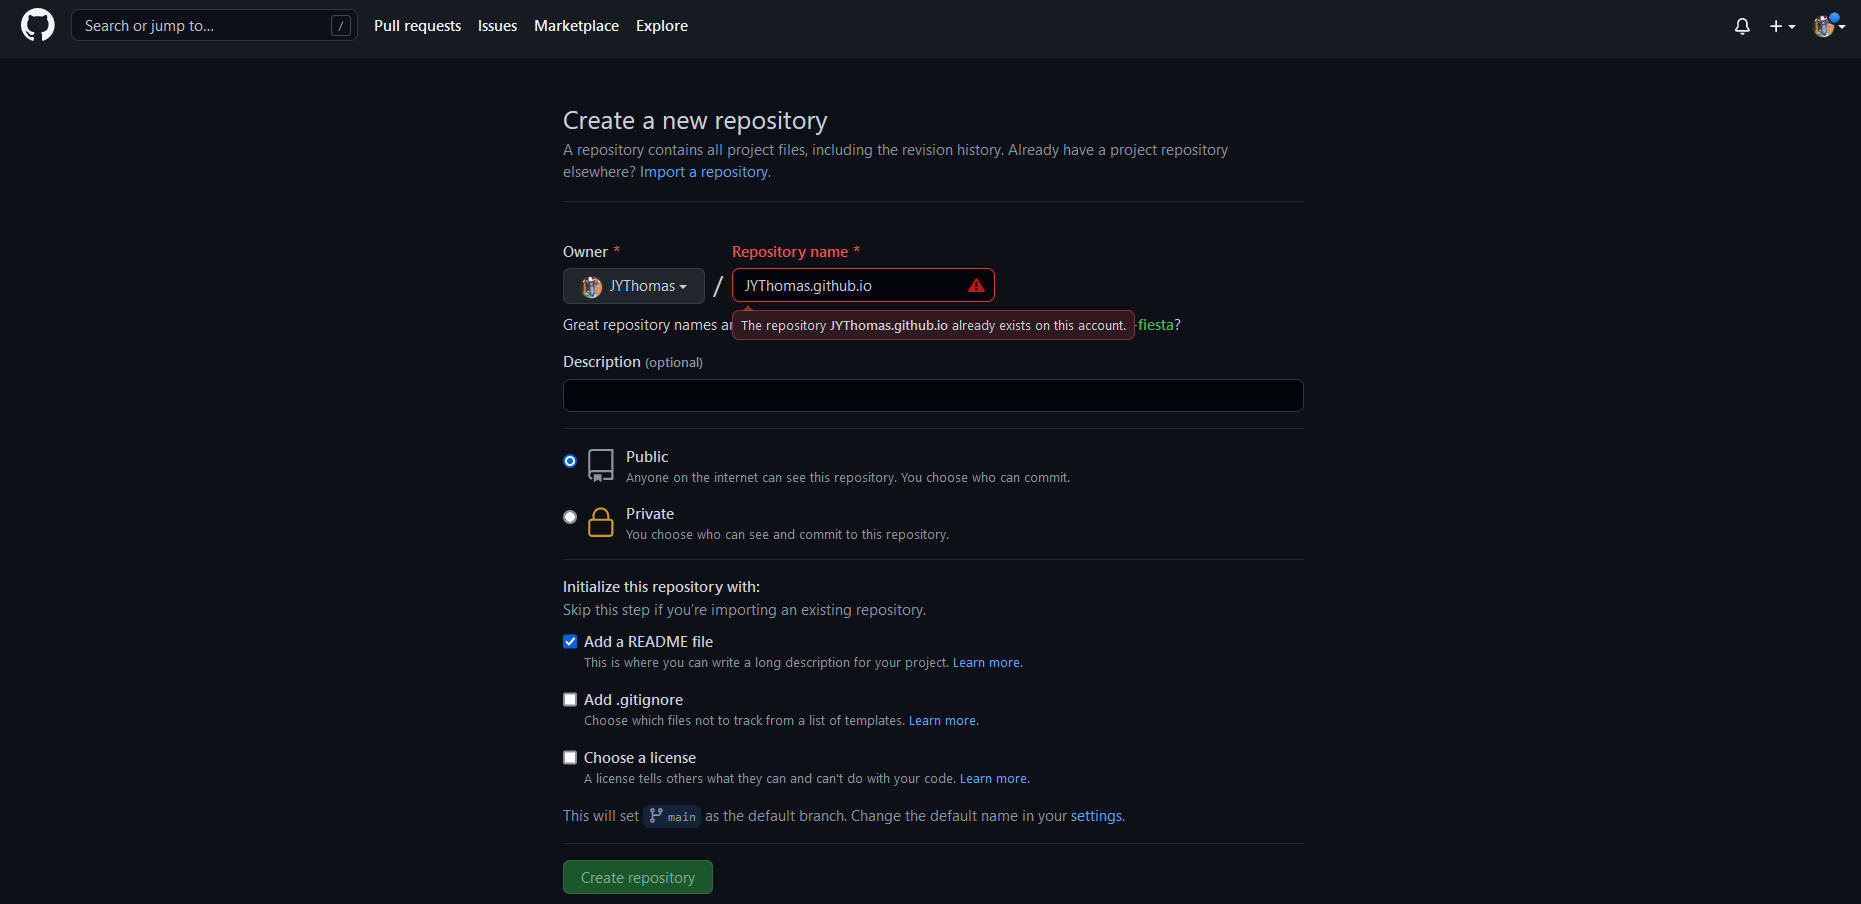 Search or jump to... /
Pull requests Issues Marketplace Explore
Create a new repository
A repository contains all project files, including the revision history. Already have a project repository
elsewhere? Import a repository.
Owner * Repository name *
JYThomas / JYThomas.github.io
Great repository names The repository JYThomas.github.io already exists on this account. -fiesta?
Description (optional)
Public
Anyone on the internet can see this repository. You choose who can commit.
Private
You choose who can see and commit to this repository.
Initialize this repository with:
Skip this step if you're importing an existing repository.
Add a README file
This is where you can write a long description for your project. Learn more.
Add .gitignore
Choose which files not to track from a list of templates. Learn more.
Choose a license
A license tells others what they can and can't do with your code. Learn more.
This will set main as the default branch. Change the default name in your settings.
Create repository